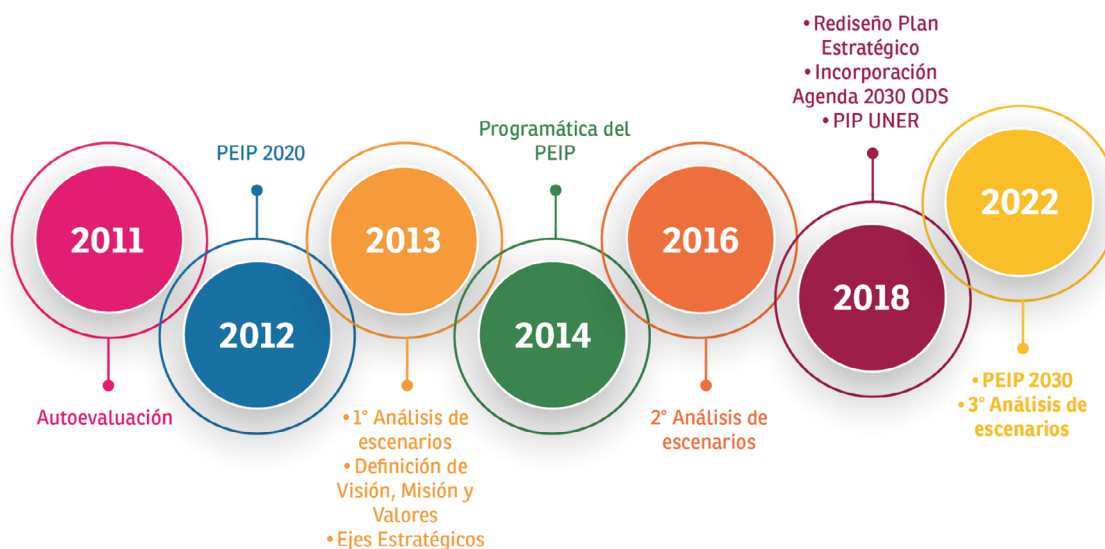 2011
Autoevaluación
PEIP 2020
2012
2013
•1° Análisis de
escenarios
•Definición de
Visión, Misión y
Valores
•Ejes Estratégicos
Programática del
PEIP
2014
2016
2° Análisis de
escenarios
•Rediseño Plan
Estratégico
•Incorporación
Agenda 2030 ODS
•PIP UNER
2018
2022
•PEIP 2030
•3° Análisis de
escenarios